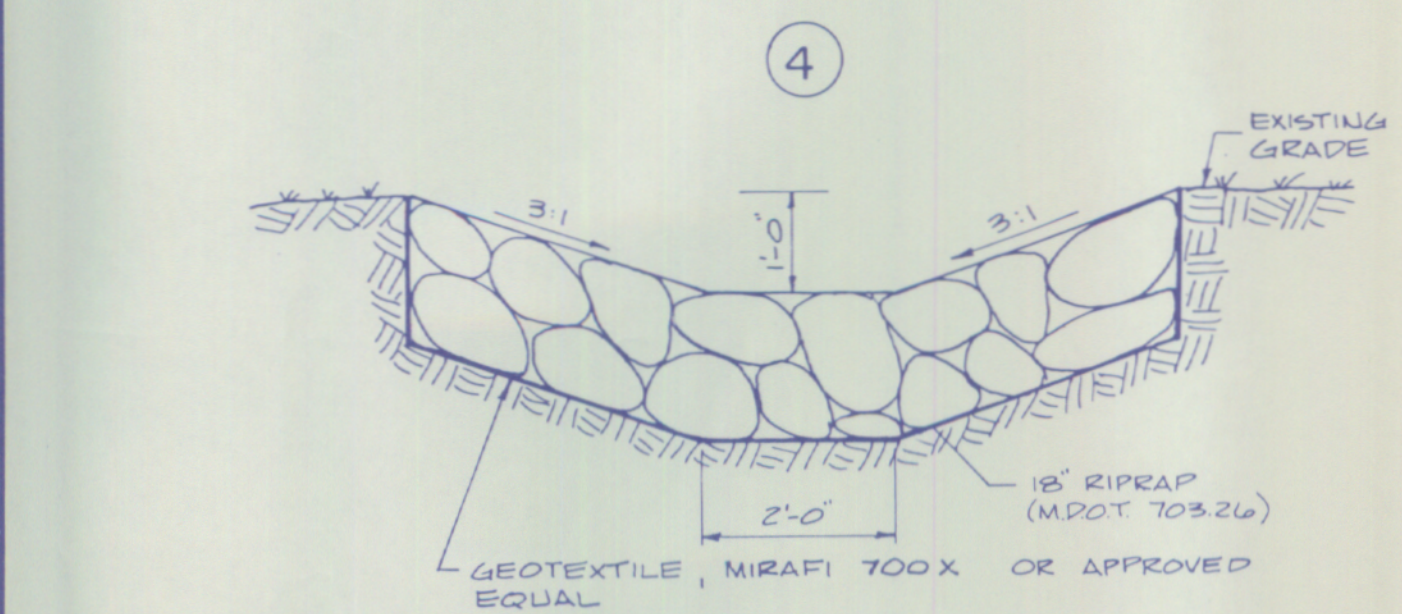 4
EXISTING
GRADE
3:1
1'-0"
3:1
18" RIPRAP
(M.D.O.T. 703.26)
2'-0"
GEOTEXTILE, MIRAFI 700X OR APPROVED
EQUAL